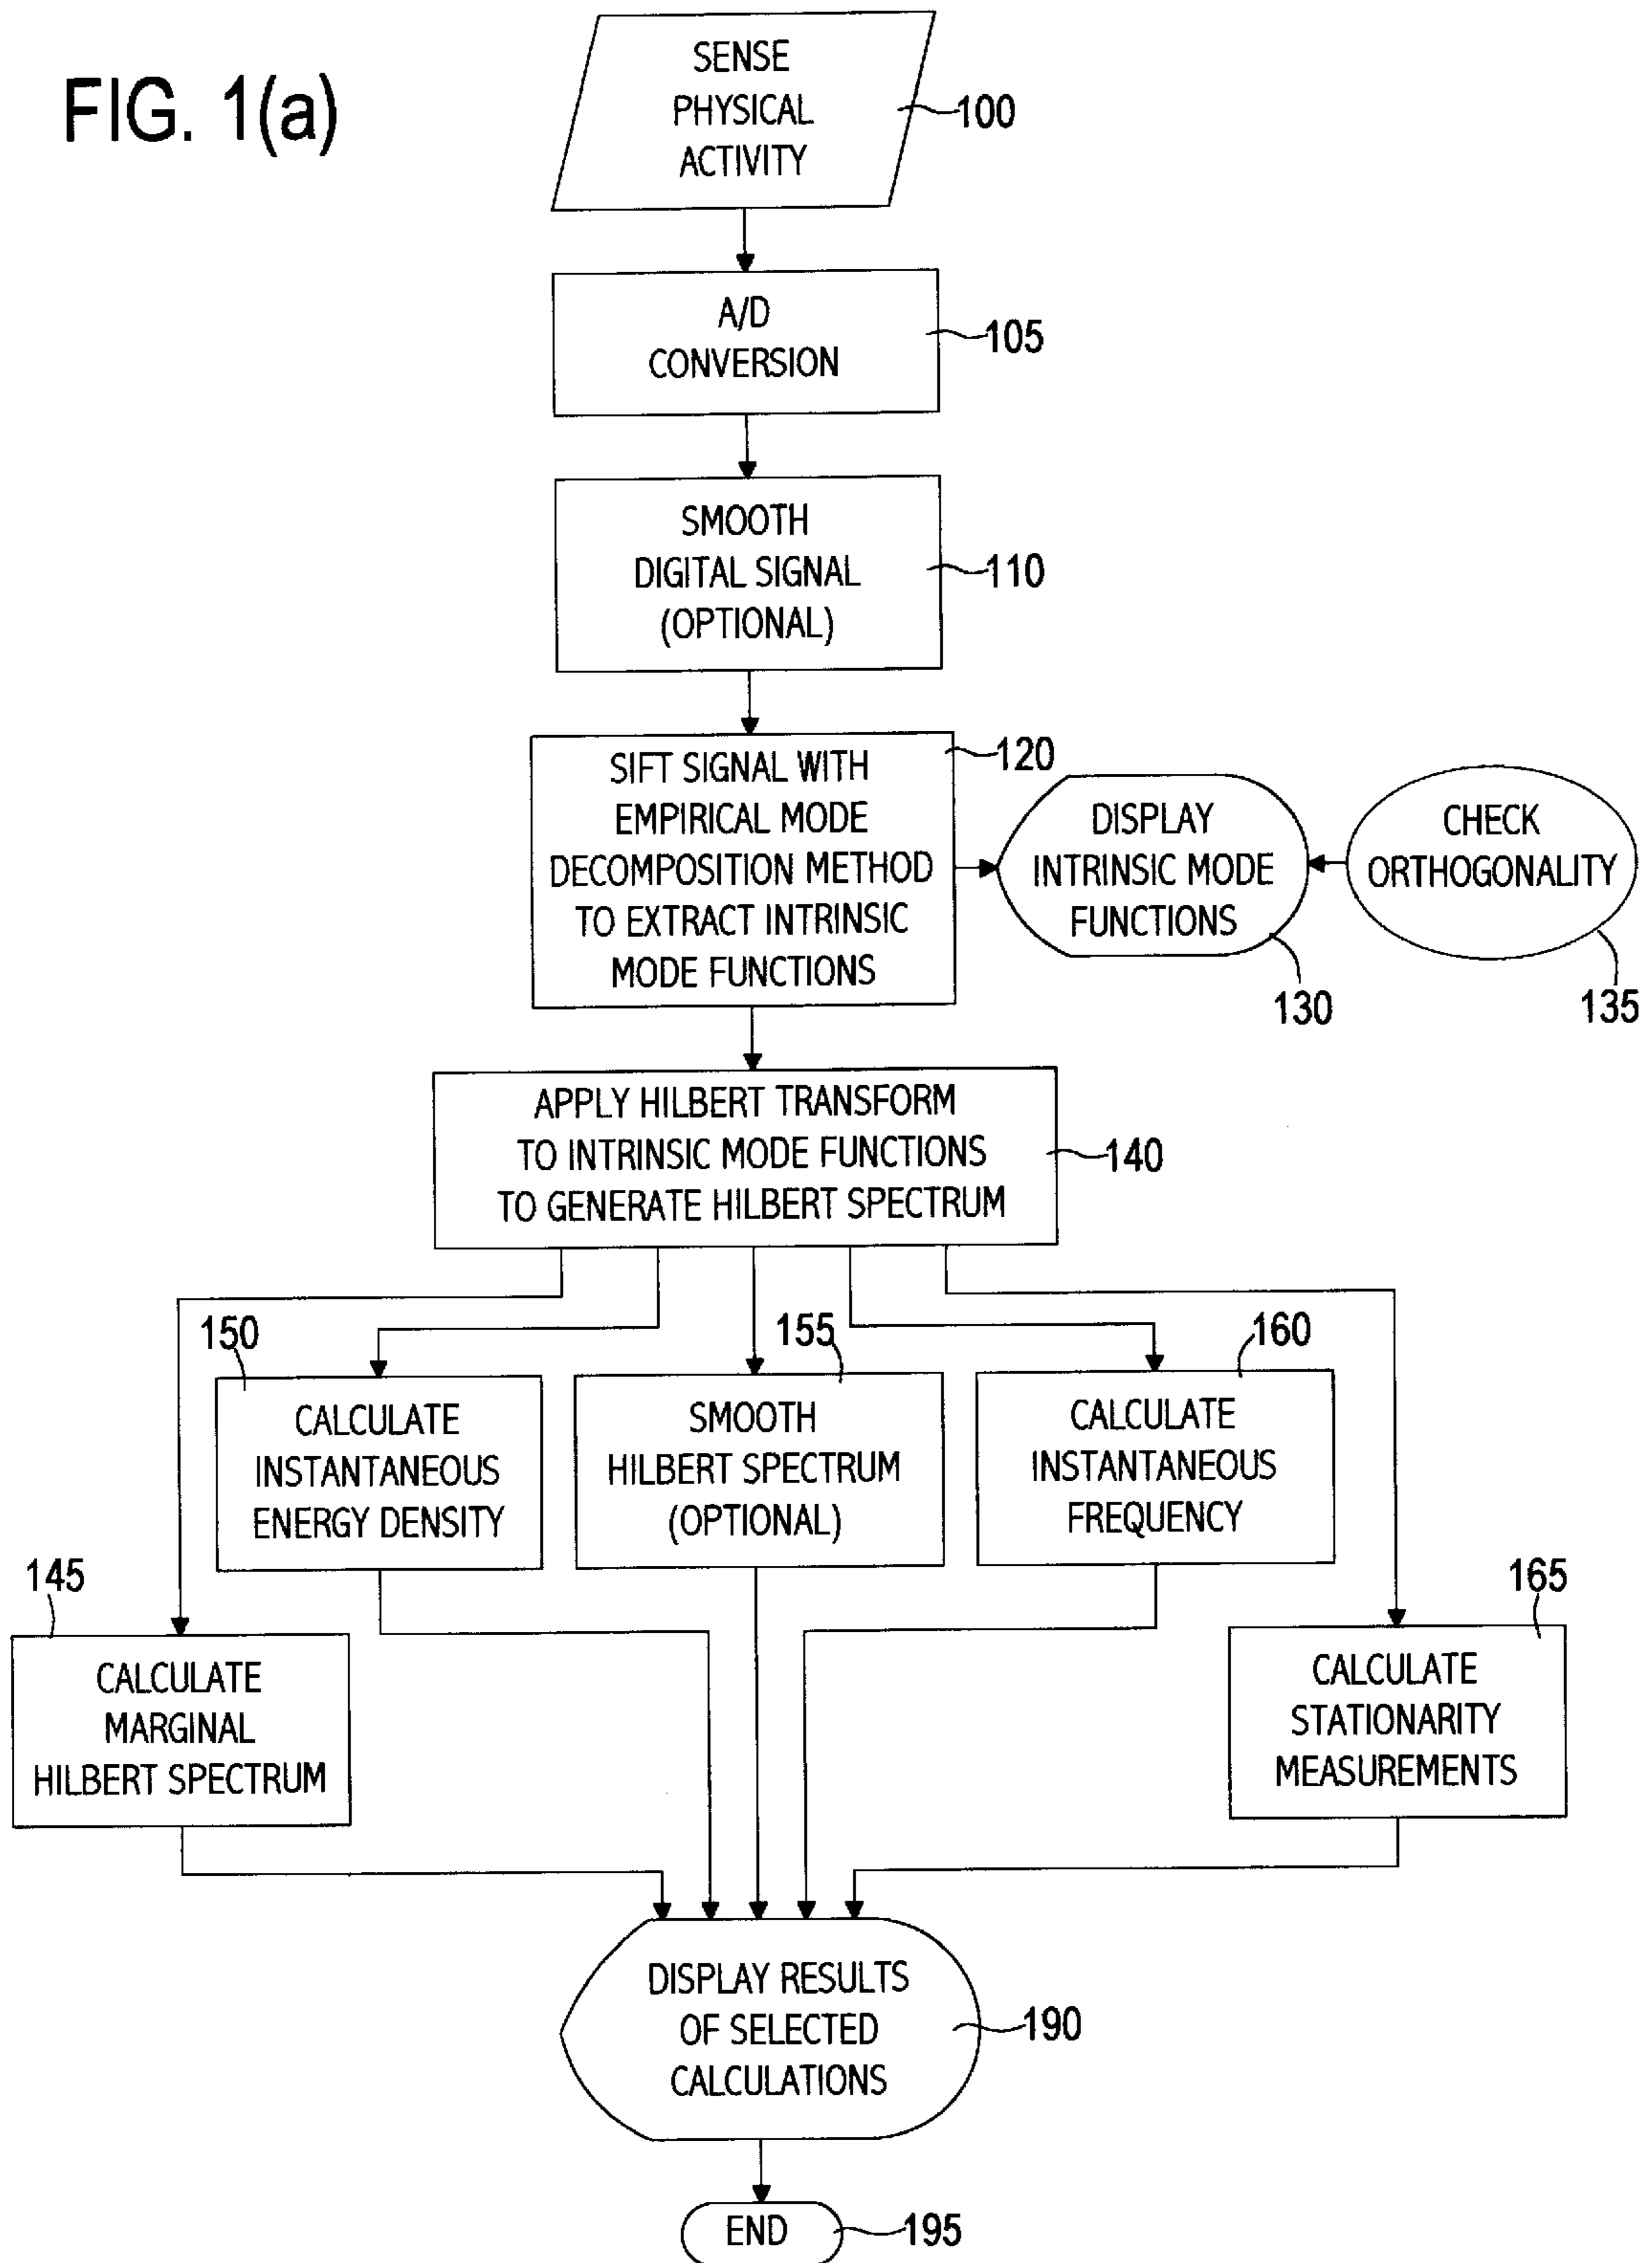 FIG. 1(a)
SENSE
PHYSICAL
ACTIVITY
100
A/D
CONVERSION
105
SMOOTH
DIGITAL SIGNAL
(OPTIONAL)
110
SIFT SIGNAL WITH
EMPIRICAL MODE
DECOMPOSITION METHOD
TO EXTRACT INTRINSIC
MODE FUNCTIONS
120
DISPLAY
INTRINSIC MODE
FUNCTIONS
130
CHECK
ORTHOGONALITY
135
APPLY HILBERT TRANSFORM
TO INTRINSIC MODE FUNCTIONS
TO GENERATE HILBERT SPECTRUM
140
150
CALCULATE
INSTANTANEOUS
ENERGY DENSITY
155
SMOOTH
HILBERT SPECTRUM
(OPTIONAL)
160
CALCULATE
INSTANTANEOUS
FREQUENCY
145
CALCULATE
MARGINAL
HILBERT SPECTRUM
165
CALCULATE
STATIONARITY
MEASUREMENTS
DISPLAY RESULTS
OF SELECTED
CALCULATIONS
190
END
195